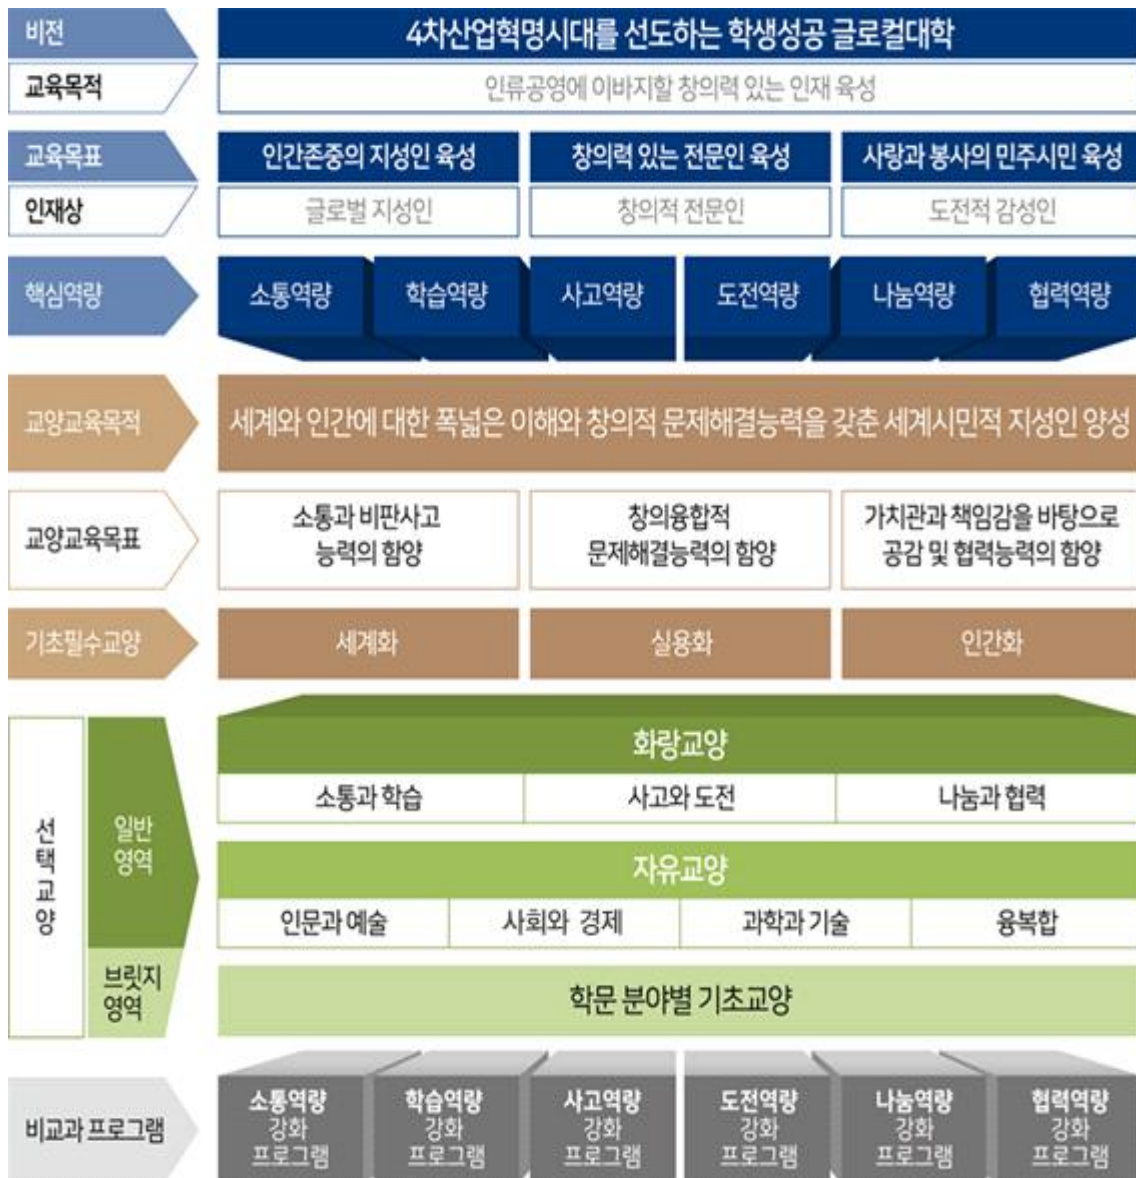 비전
4차산업혁명시대를 선도하는 학생성공 글로컬대학
교육목적
인류공영에 이바지할 창의력 있는 인재 육성
교육목표
인간존중의 지성인 육성
창의력 있는 전문인 육성
사랑과 봉사의 민주시민 육성
인재상
글로벌 지성인
창의적 전문인
도전적 감성인
핵심역량
소통역량
학습역량
사고역량
도전역량
나눔역량
협력역량
교양교육목적
세계와 인간에 대한 폭넓은 이해와 창의적 문제해결능력을 갖춘 세계시민적 지성인 양성
교양교육목표
소통과 비판사고
능력의 함양
창의융합적
문제해결능력의 함양
가치관과 책임감을 바탕으로
공감 및 협력능력의 함양
기초필수교양
세계화
실용화
인간화
선
택
교
양
일반
영역
화랑교양
소통과 학습
사고와 도전
나눔과 협력
자유교양
인문과 예술
사회와 경제
과학과 기술
융복합
브릿지
영역
학문 분야별 기초교양
비교과 프로그램
소통역량
강화
프로그램
학습역량
강화
프로그램
사고역량
강화
프로그램
도전역량
강화
프로그램
나눔역량
강화
프로그램
협력역량
강화
프로그램